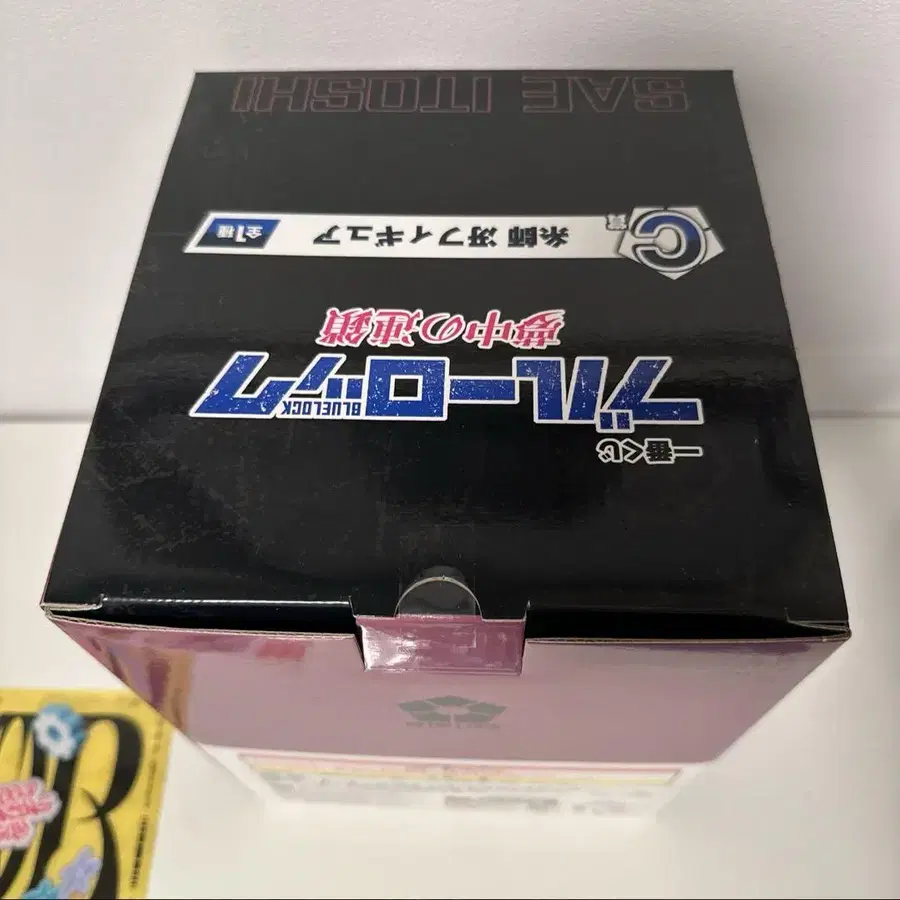 一番くじ
ブルーロック
BLUELOCK
夢中の連鎖
C賞
糸師 冴フィギュア
全1種
SAE ITOSHI